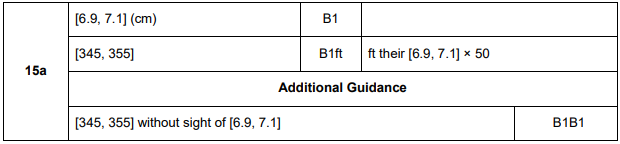 [6.9, 7.1] (cm) B1
[345, 355] B1ft ft their [6.9, 7.1] × 50
15a
Additional Guidance
[345, 355] without sight of [6.9, 7.1] B1B1